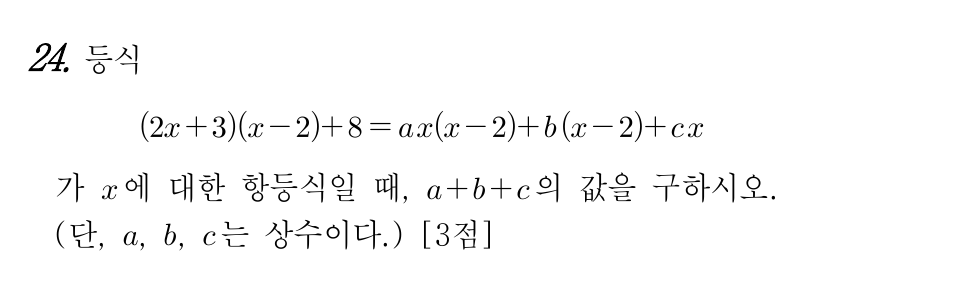 24. 등식
(2x+3)(x-2)+8=ax(x-2)+b(x-2)+cx
가 x에 대한 항등식일 때, a+b+c의 값을 구하시오.
(단, a, b, c는 상수이다.) [3점]